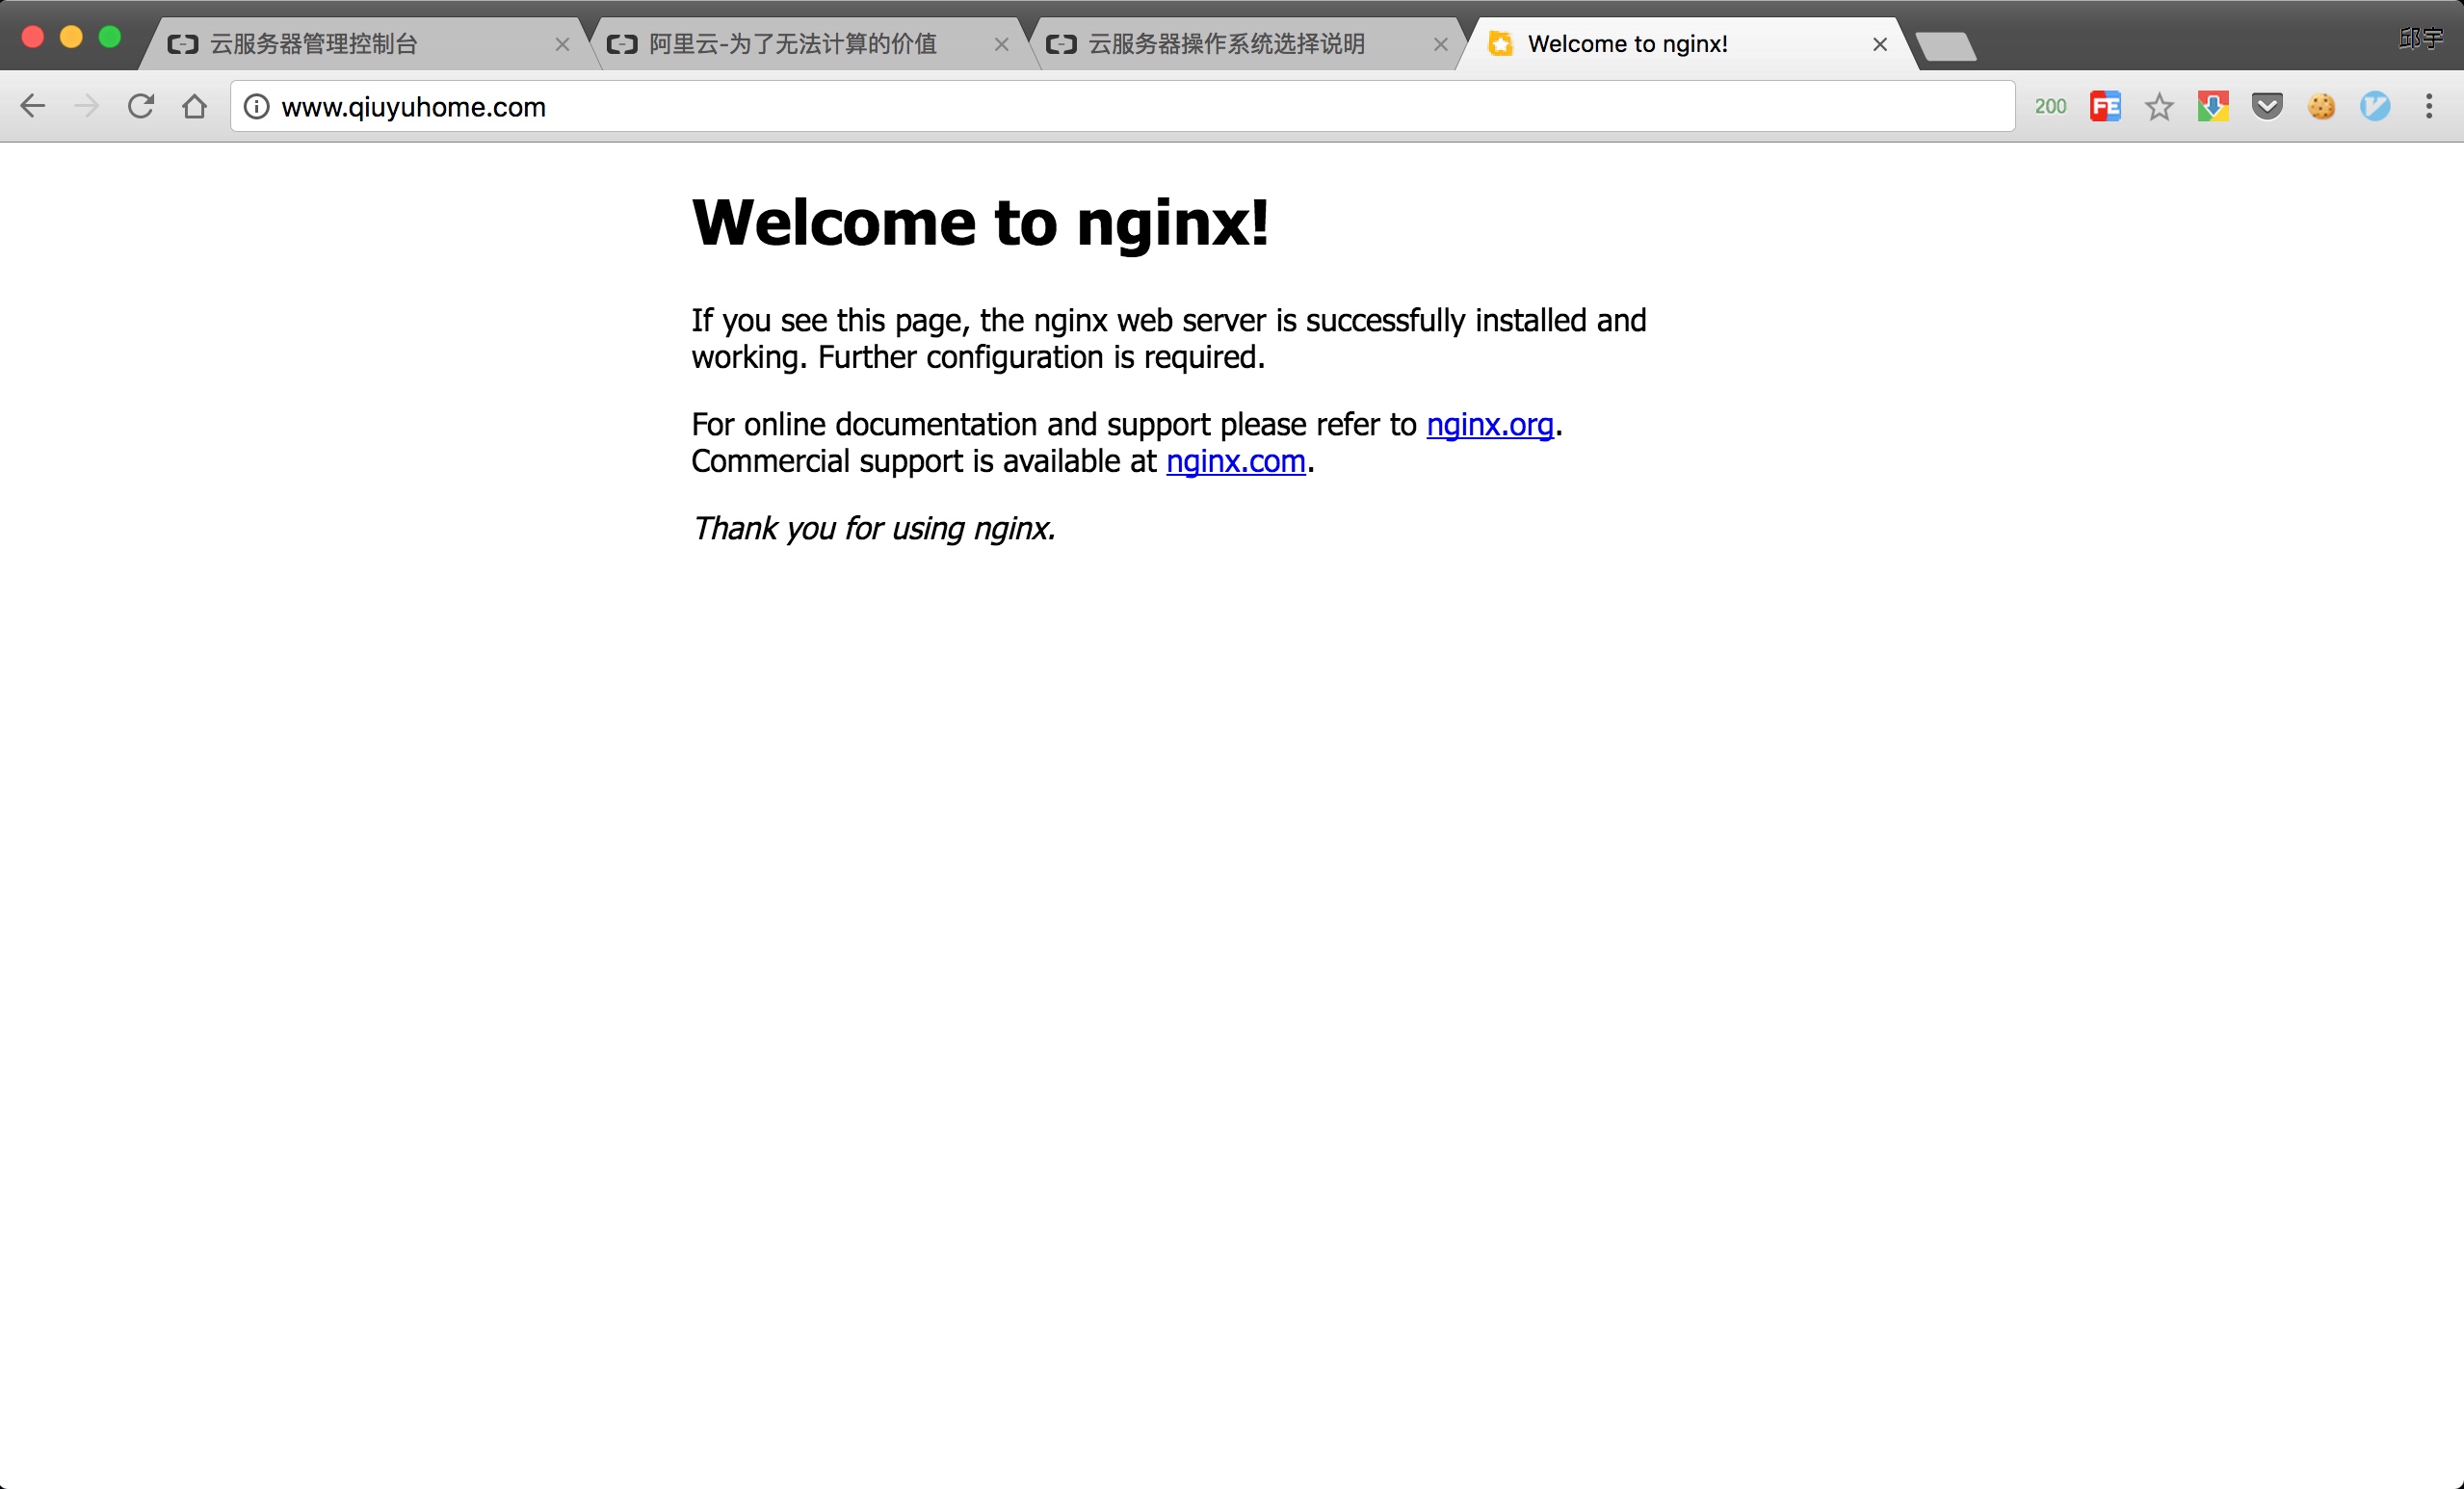 云服务器管理控制台
阿里云-为了无法计算的价值
云服务器操作系统选择说明
Welcome to nginx!
邱宇
www.qiuyuhome.com
200
FE
Welcome to nginx!
If you see this page, the nginx web server is successfully installed and
working. Further configuration is required.
For online documentation and support please refer to nginx.org.
Commercial support is available at nginx.com.
Thank you for using nginx.